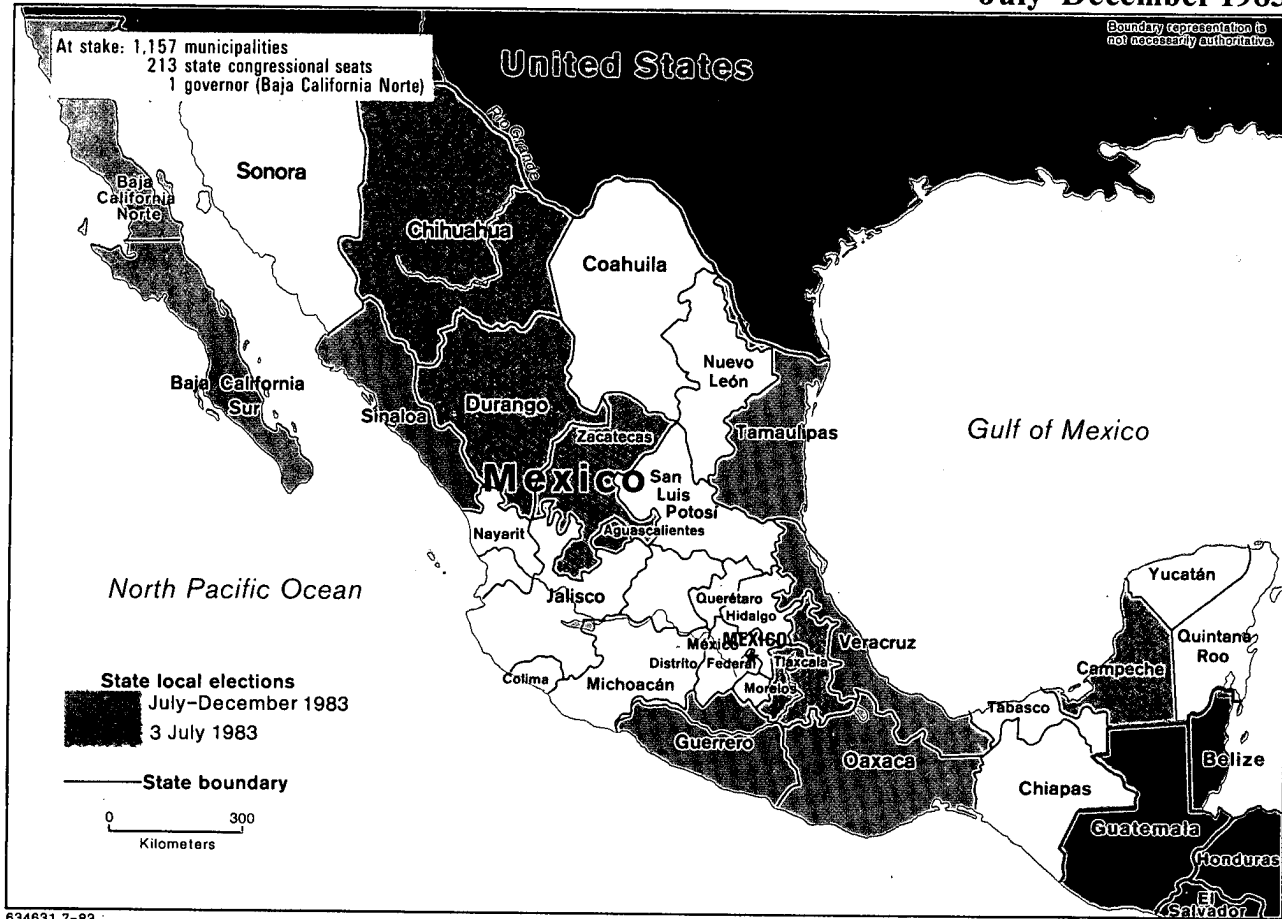 July-December 1983
Boundary representation is
not necessarily authoritative.
At stake: 1,157 municipalities
213 state congressional seats
1 governor (Baja California Norte)
United States
Rio Grande
Sonora
Baja
California
Norte
Chihuahua
Coahuila
Nuevo
León
Baja California
Sur
Sinaloa
Durango
Zacatecas
Tamaulipas
Gulf of Mexico
Mexico
San
Luis
Potosí
Nayarit
Aguascalientes
North Pacific Ocean
Jalisco
Querétaro
Hidalgo
MEXICO
México
Distrito Federal
Tlaxcala
Veracruz
Yucatán
Quintana
Roo
Campeche
Colima
Michoacán
Morelos
Tabasco
State local elections
July-December 1983
3 July 1983
Guerrero
Oaxaca
Belize
State boundary
Chiapas
0 300
Kilometers
Guatemala
Honduras
El
Salvador
634631 7-83